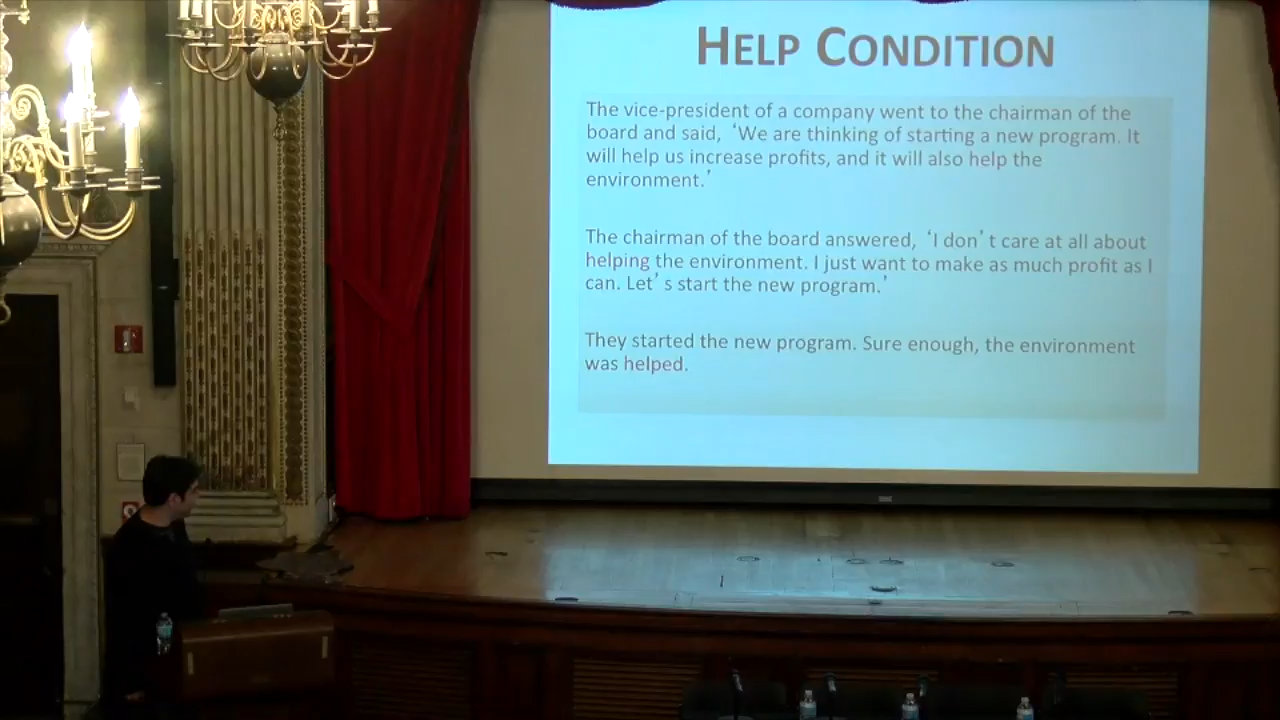 HELP CONDITION
The vice-president of a company went to the chairman of the
board and said, ‘We are thinking of starting a new program. It
will help us increase profits, and it will also help the
environment.’
The chairman of the board answered, ‘I don’t care at all about
helping the environment. I just want to make as much profit as I
can. Let’s start the new program.’
They started the new program. Sure enough, the environment
was helped.